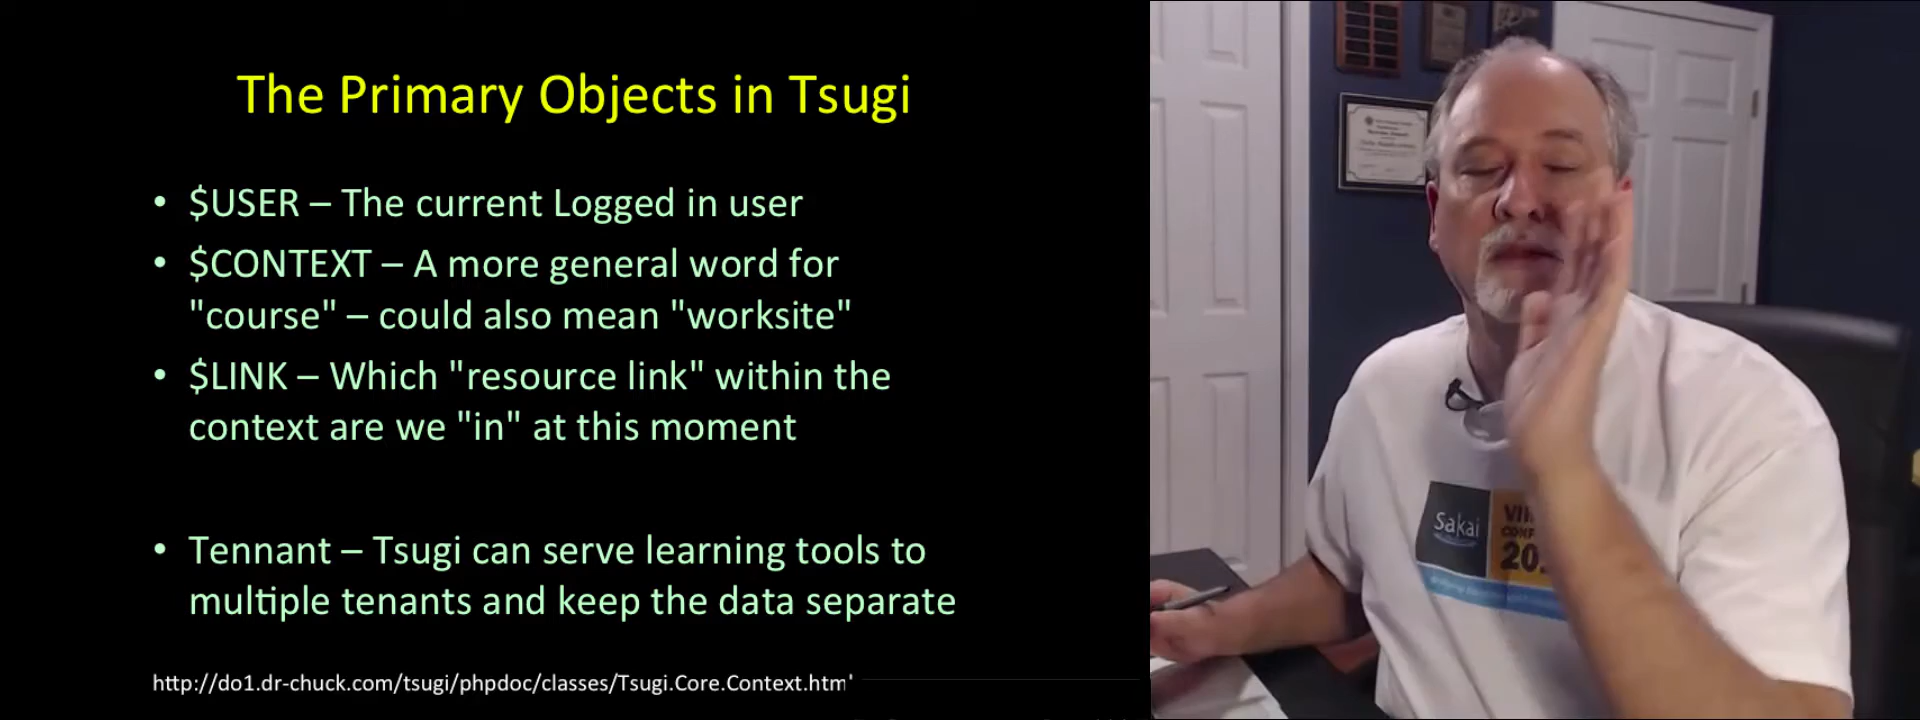 The Primary Objects in Tsugi
• $USER – The current Logged in user
• $CONTEXT – A more general word for
"course" – could also mean "worksite"
• $LINK – Which "resource link" within the
context are we "in" at this moment
• Tennant – Tsugi can serve learning tools to
multiple tenants and keep the data separate
http://do1.dr-chuck.com/tsugi/phpdoc/classes/Tsugi.Core.Context.htm
Sakai